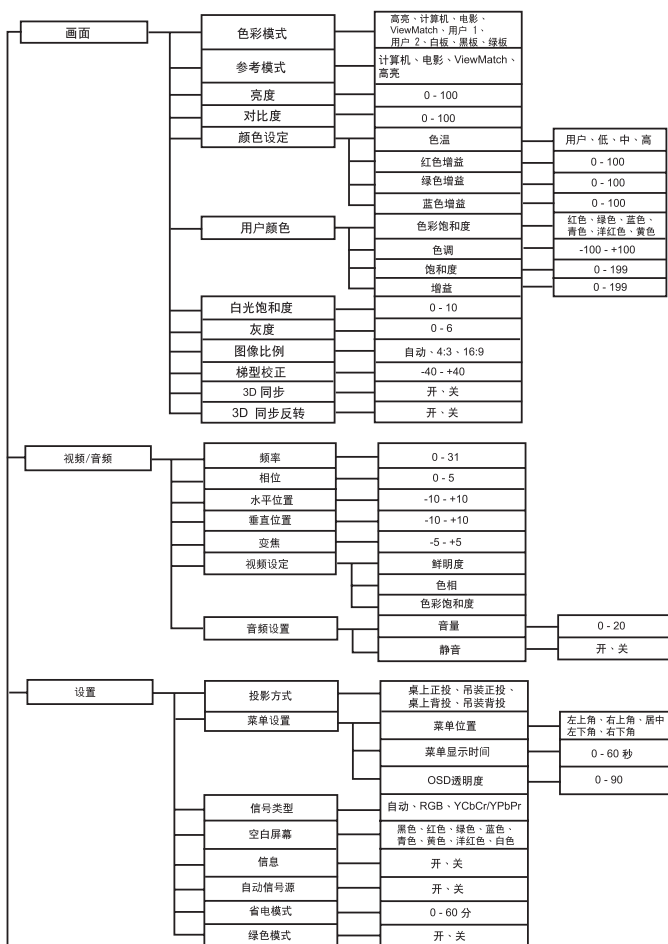 画面
色彩模式
高亮、计算机、电影、
ViewMatch、用户 1、
用户 2、白板、黑板、绿板
参考模式
计算机、电影、ViewMatch、
高亮
亮度
0 - 100
对比度
0 - 100
颜色设定
色温
用户、低、中、高
红色增益
0 - 100
绿色增益
0 - 100
蓝色增益
0 - 100
用户颜色
色彩饱和度
红色、绿色、蓝色、
青色、洋红色、黄色
色调
-100 - +100
饱和度
0 - 199
增益
0 - 199
白光饱和度
0 - 10
灰度
0 - 6
图像比例
自动、4:3、16:9
梯型校正
-40 - +40
3D 同步
开、关
3D 同步反转
开、关
视频/音频
频率
0 - 31
相位
0 - 5
水平位置
-10 - +10
垂直位置
-10 - +10
变焦
-5 - +5
视频设定
鲜明度
色相
色彩饱和度
音频设置
音量
0 - 20
静音
开、关
设置
投影方式
桌上正投、吊装正投、
桌上背投、吊装背投
菜单设置
菜单位置
左上角、右上角、居中
左下角、右下角
菜单显示时间
0 - 60 秒
OSD透明度
0 - 90
信号类型
自动、RGB、YCbCr/YPbPr
空白屏幕
黑色、红色、绿色、蓝色、
青色、黄色、洋红色、白色
信息
开、关
自动信号源
开、关
省电模式
0 - 60 分
绿色模式
开、关